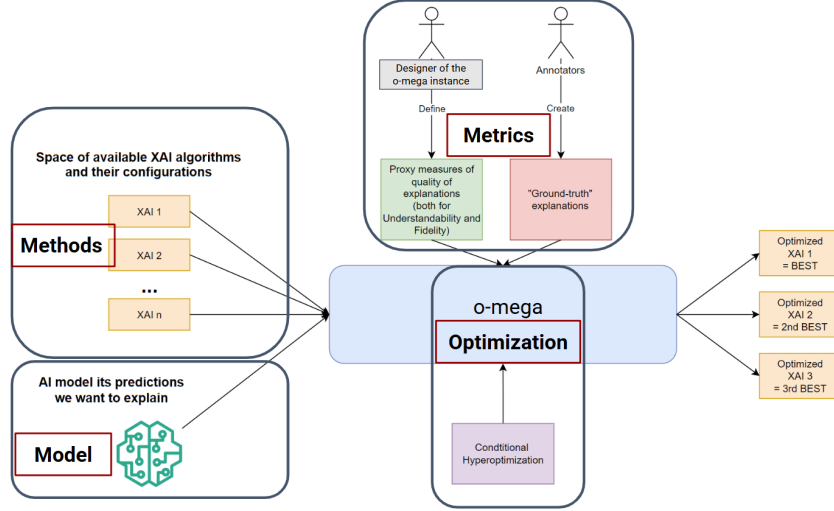 Designer of the
o-mega instance
Annotators
Define
Create
Metrics
Proxy measures of
quality of
explanations
(both for
Understandability and
Fidelity)
"Ground-truth"
explanations
Space of available XAI algorithms
and their configurations
XAI 1
Methods
XAI 2
...
XAI n
AI model its predictions
we want to explain
Model
o-mega
Optimization
Condtitional
Hyperoptimization
Optimized
XAI 1
= BEST
Optimized
XAI 2
= 2nd BEST
Optimized
XAI 3
= 3rd BEST